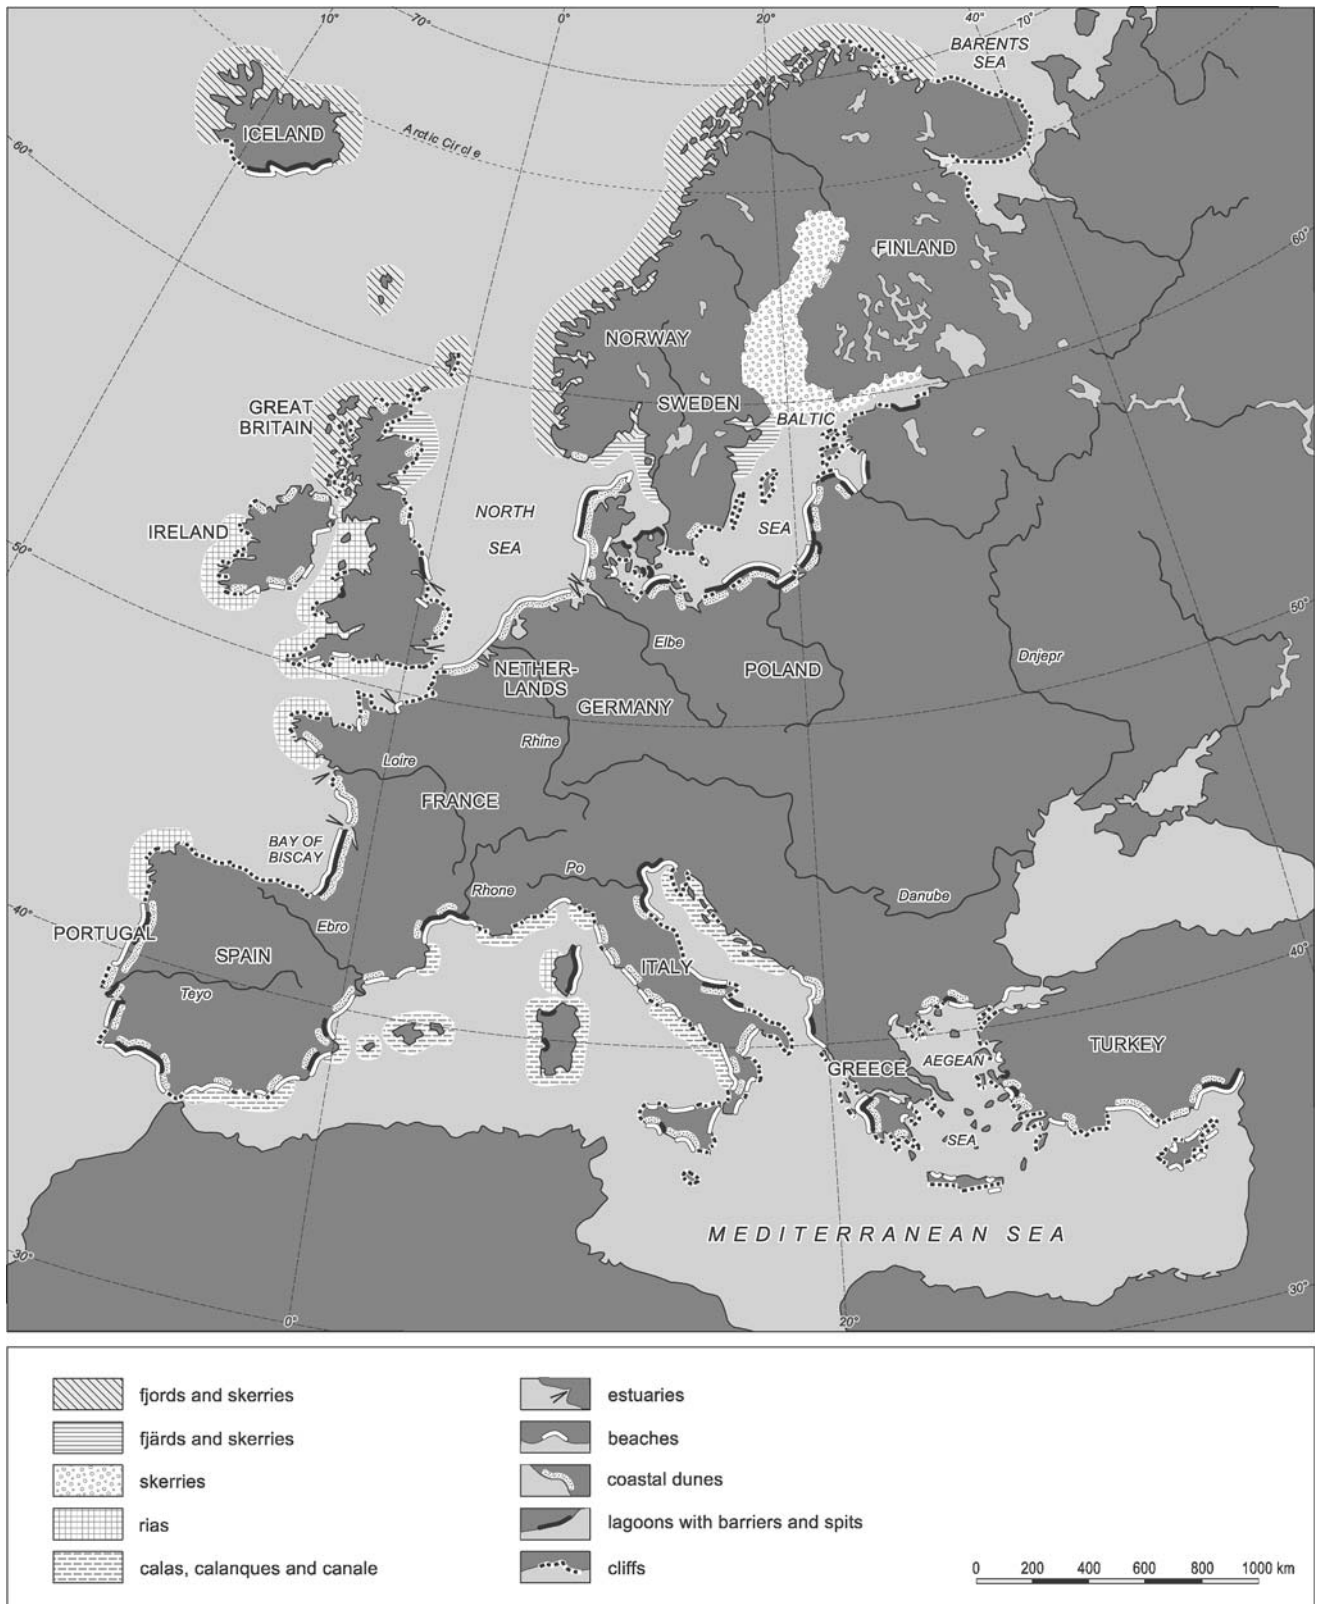 10°
70°
0°
20°
40°
70°
BARENTS
SEA
ICELAND
Arctic Circle
60°
60°
FINLAND
NORWAY
GREAT
BRITAIN
SWEDEN
BALTIC
NORTH
SEA
SEA
IRELAND
50°
50°
Elbe
NETHER-
LANDS
POLAND
Dnjepr
GERMANY
Rhine
Loire
FRANCE
BAY OF
BISCAY
Po
Rhone
Danube
40°
Ebro
PORTUGAL
SPAIN
ITALY
40°
Teyo
TURKEY
GREECE
AEGEAN
SEA
MEDITERRANEAN SEA
30°
30°
0°
20°
fjords and skerries
fjärds and skerries
skerries
rias
calas, calanques and canale
estuaries
beaches
coastal dunes
lagoons with barriers and spits
cliffs
0 200 400 600 800 1000 km